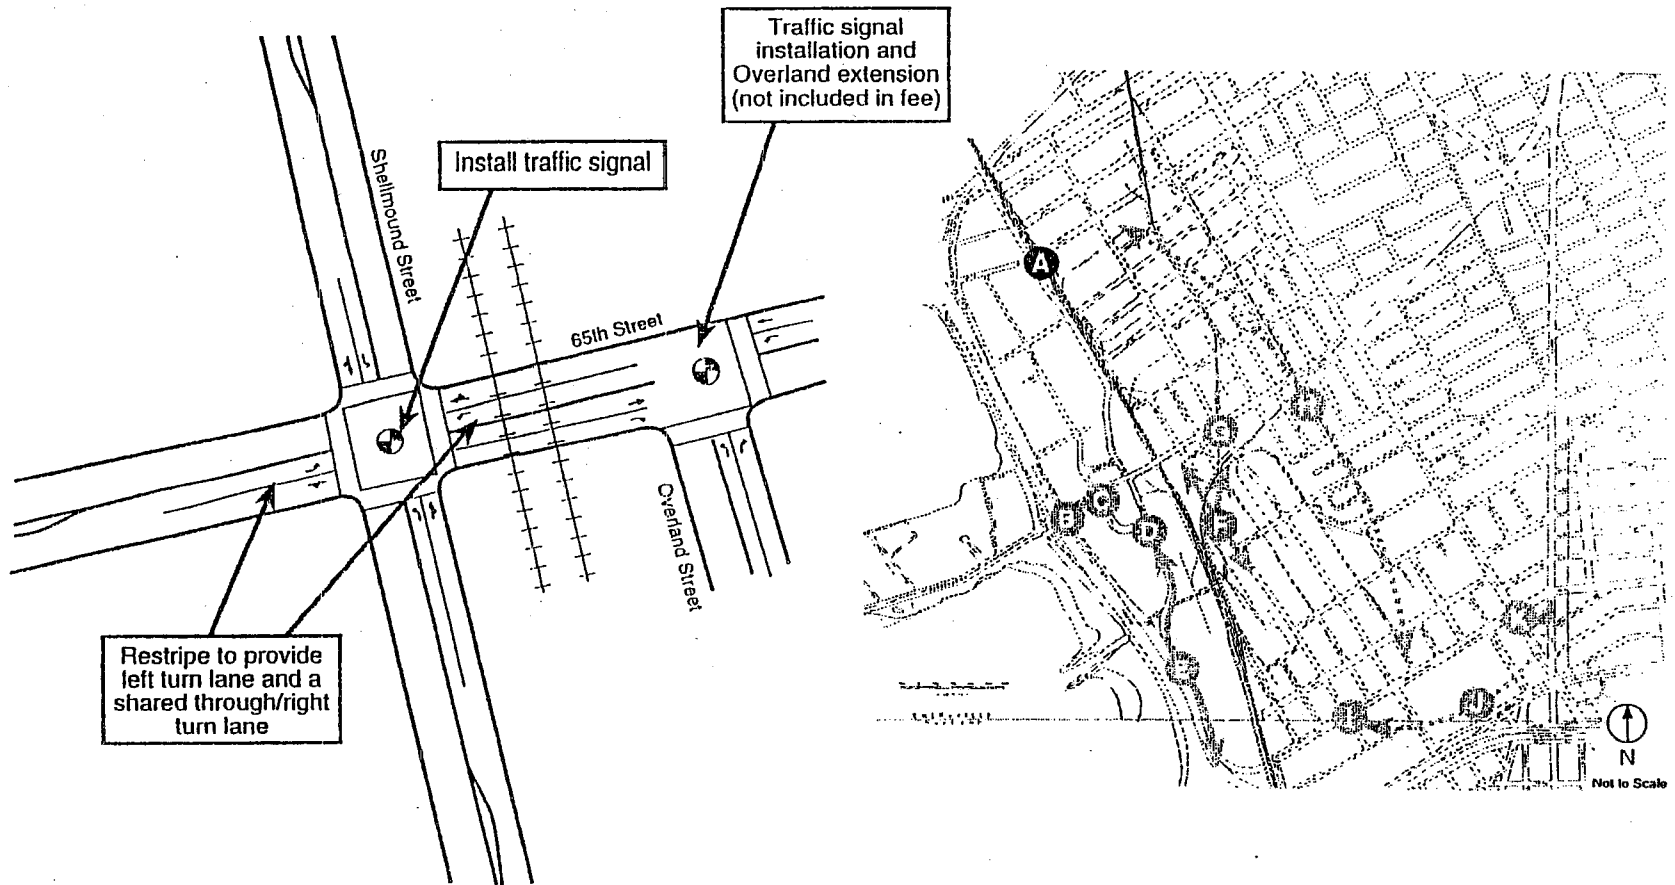 Traffic signal
installation and
Overland extension
(not included in fee)
Install traffic signal
Shellmound Street
65th Street
Overland Street
Restripe to provide
left turn lane and a
shared through/right
turn lane
A
B
C
D
F
G
H
I
J
N
Not to Scale